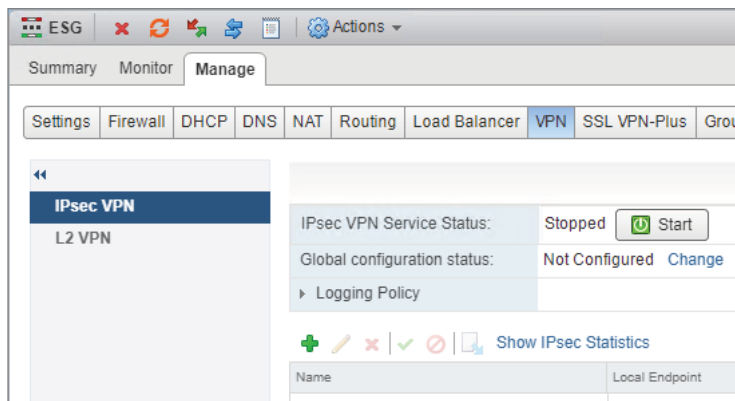 ESG Actions
Summary Monitor Manage
Settings Firewall DHCP DNS NAT Routing Load Balancer VPN SSL VPN-Plus Grou
IPsec VPN
L2 VPN
IPsec VPN Service Status: Stopped Start
Global configuration status: Not Configured Change
Logging Policy
Show IPsec Statistics
Name Local Endpoint